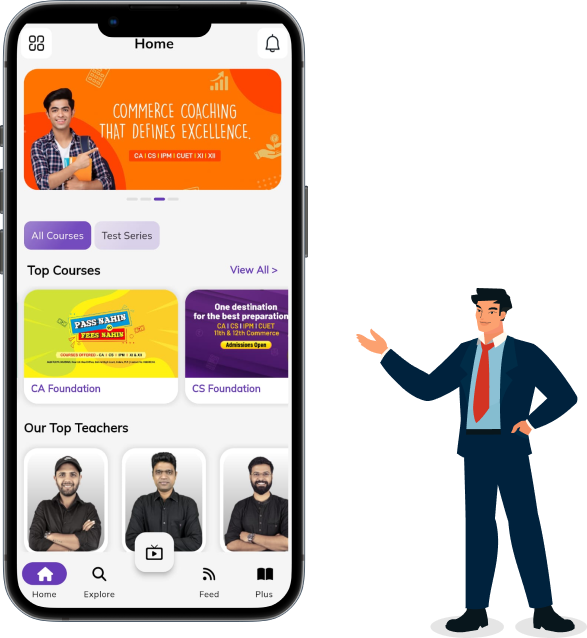 Home
COMMERCE COACHING
THAT DEFINES EXCELLENCE.
CA | CS | IPM | CUET | XI | XII
All Courses
Test Series
Top Courses
View All >
PASS NAHIN
FEES NAHIN
COURSES OFFERED - CA | CS | IPM | XI & XII
One destination
for the best preparation
CA | CS | IPM | CUET
11th & 12th Commerce
Admissions Open
CA Foundation
CS Foundation
Our Top Teachers
Home
Explore
Feed
Plus